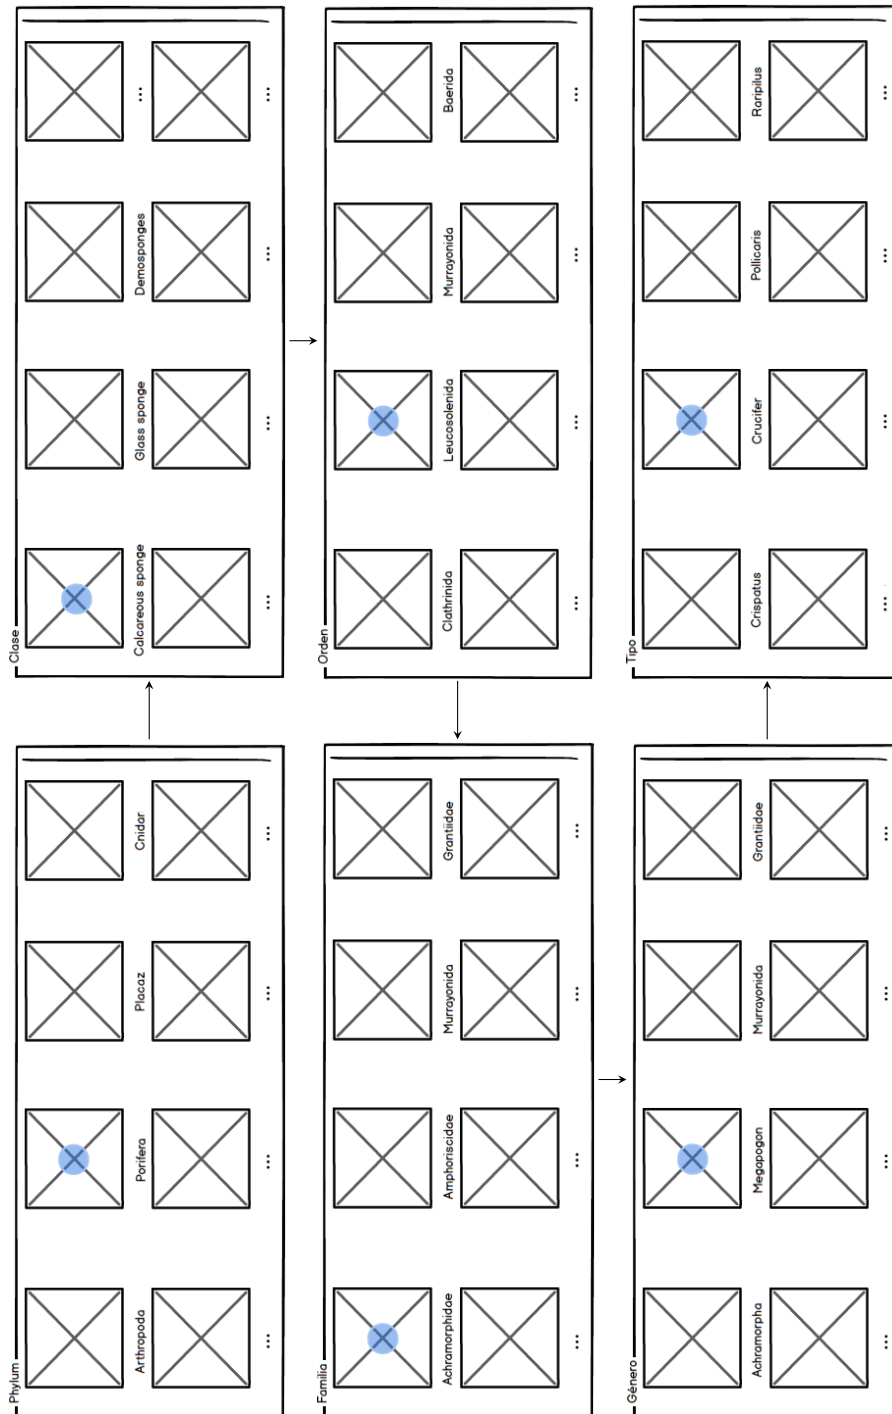 Phylum
Arthropoda
Porifera
Placaz
Cnidar
...
...
...
...
Clase
Calcareous sponge
Glass sponge
Demosponges
...
...
...
...
...
Familia
Achramorphidae
Amphoriscidae
Murrayonida
Grantiidae
...
...
...
...
Orden
Clathrinida
Leucosolenida
Murrayonida
Baerida
...
...
...
...
Género
Achramorpha
Megapogon
Murrayonida
Grantiidae
...
...
...
...
Tipo
Crispatus
Crucifer
Pollicaris
Raripilus
...
...
...
...